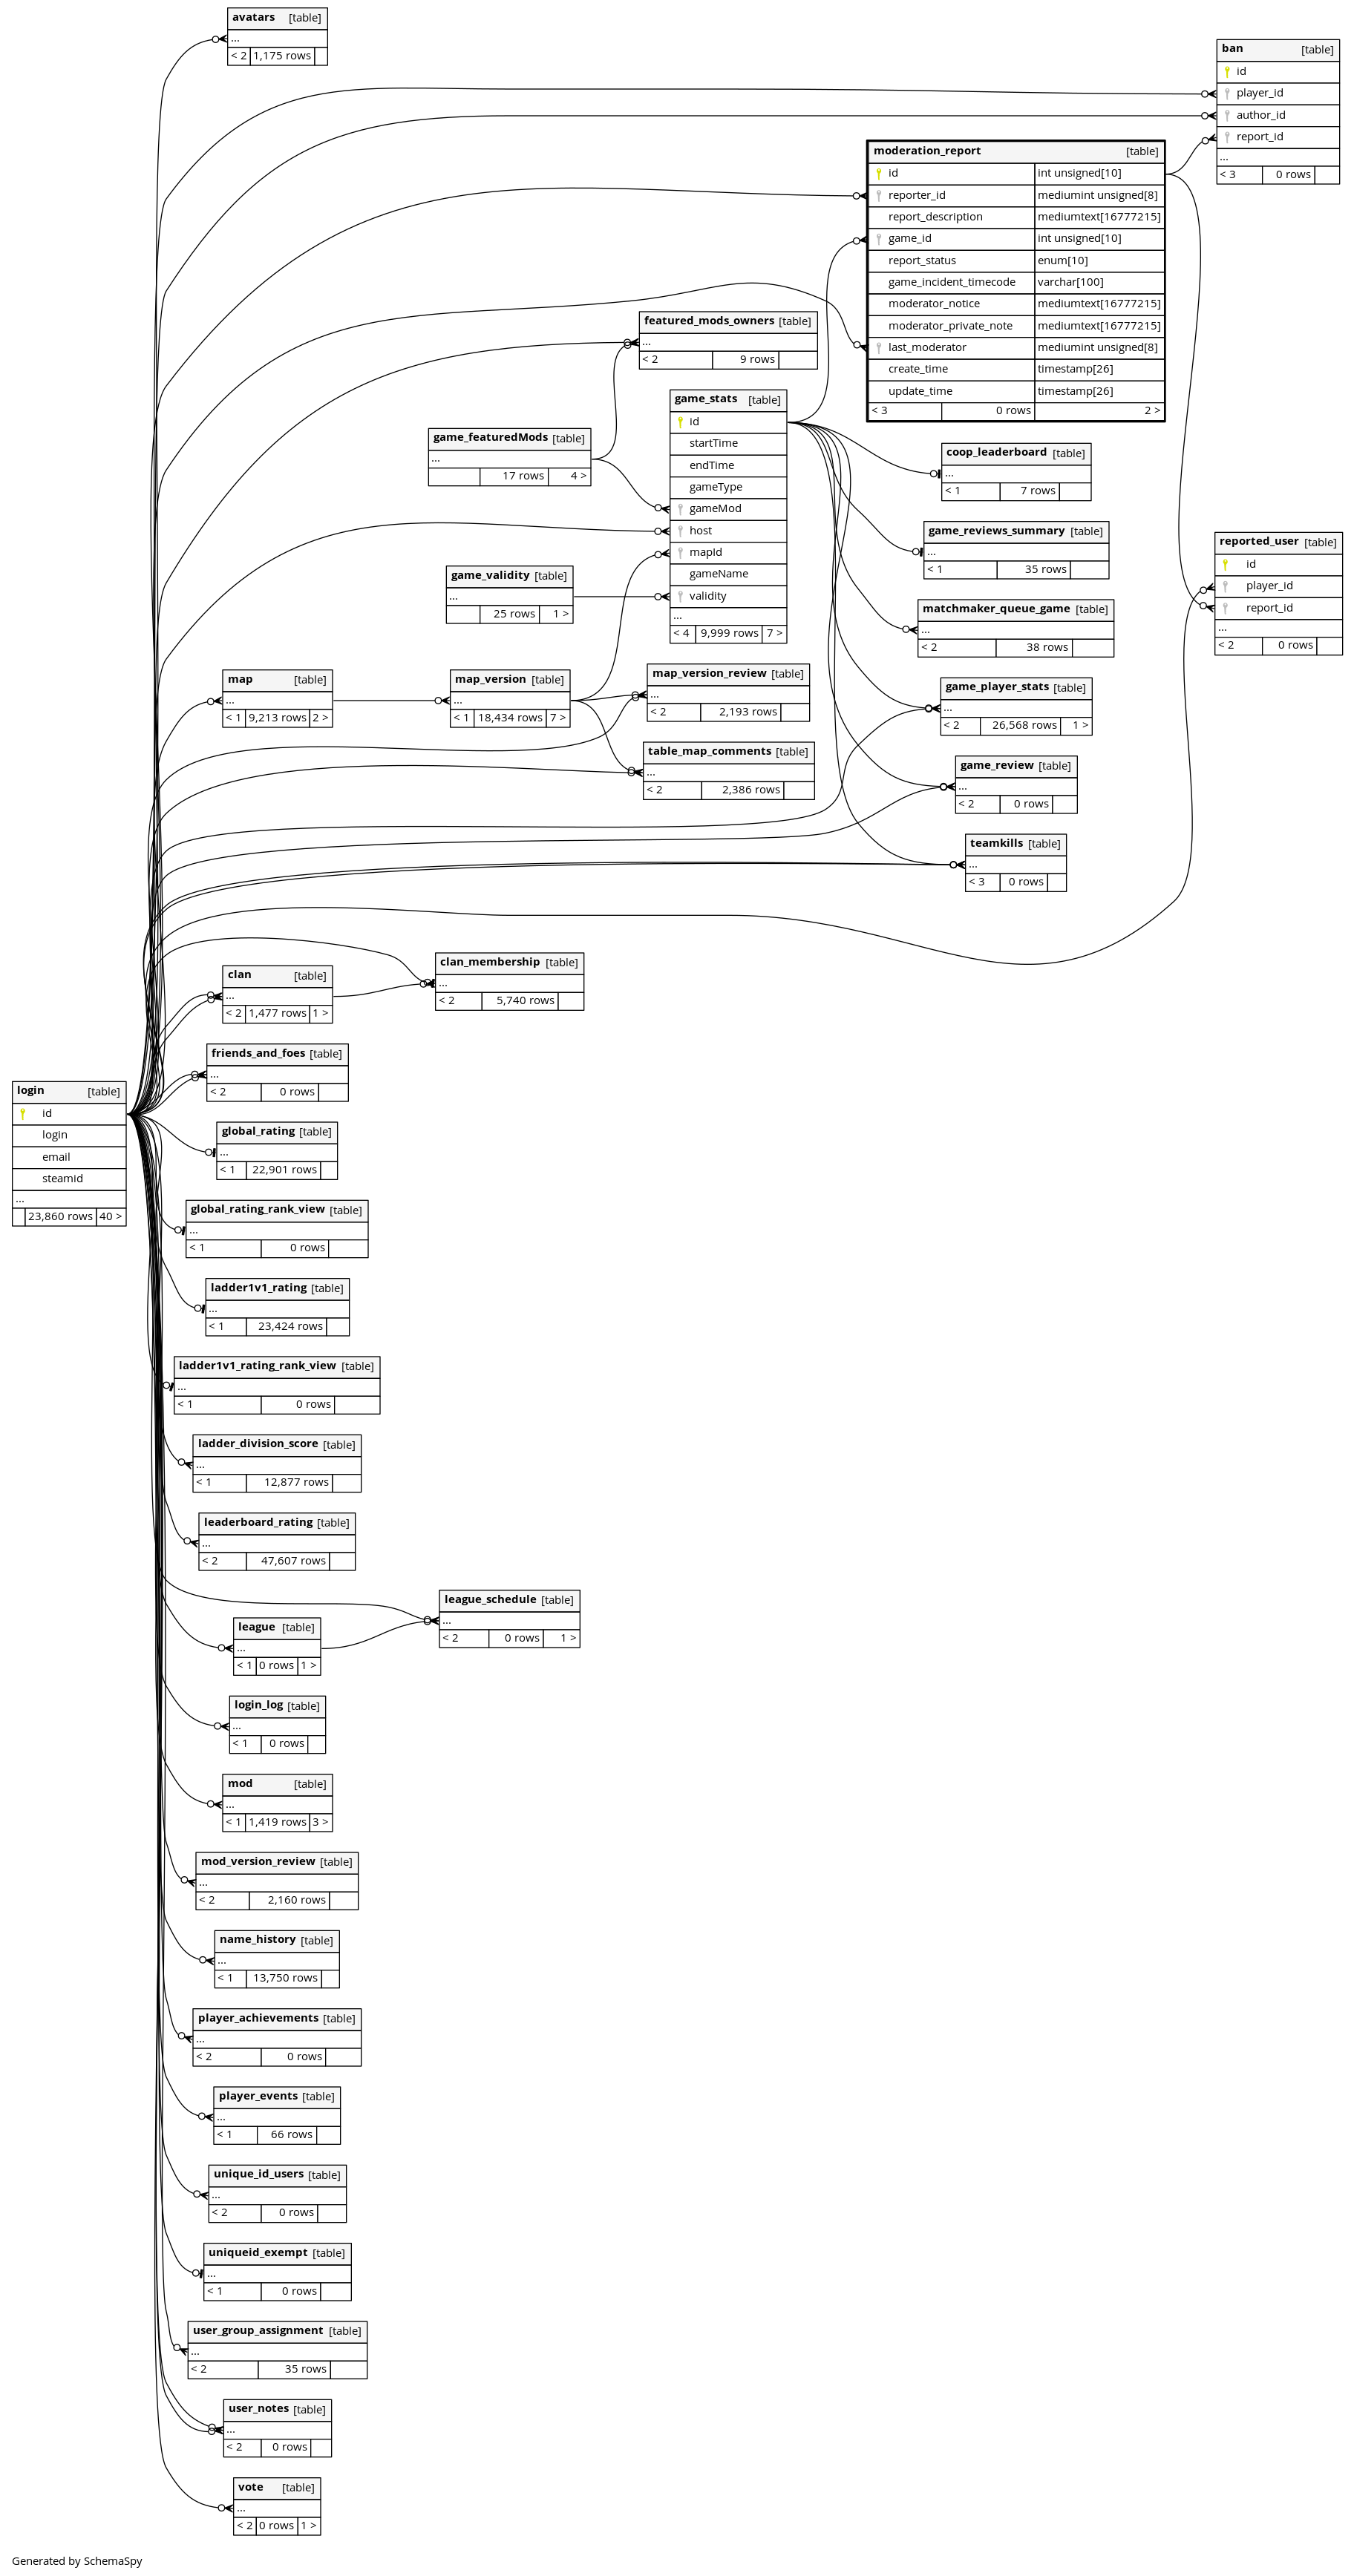 avatars [table]
...
< 2 1,175 rows
ban [table]
id
player_id
author_id
report_id
...
< 3 0 rows
moderation_report [table]
id int unsigned[10]
reporter_id mediumint unsigned[8]
report_description mediumtext[16777215]
game_id int unsigned[10]
report_status enum[10]
game_incident_timecode varchar[100]
moderator_notice mediumtext[16777215]
moderator_private_note mediumtext[16777215]
last_moderator mediumint unsigned[8]
create_time timestamp[26]
update_time timestamp[26]
< 3 0 rows 2 >
featured_mods_owners [table]
...
< 2 9 rows
game_stats [table]
id
startTime
endTime
gameType
gameMod
host
mapId
gameName
validity
...
< 4 9,999 rows 7 >
game_featuredMods [table]
...
17 rows 4 >
coop_leaderboard [table]
...
< 1 7 rows
game_reviews_summary [table]
...
< 1 35 rows
reported_user [table]
id
player_id
report_id
...
< 2 0 rows
game_validity [table]
...
25 rows 1 >
matchmaker_queue_game [table]
...
< 2 38 rows
map [table]
...
< 1 9,213 rows 2 >
map_version [table]
...
< 1 18,434 rows 7 >
map_version_review [table]
...
< 2 2,193 rows
game_player_stats [table]
...
< 2 26,568 rows 1 >
table_map_comments [table]
...
< 2 2,386 rows
game_review [table]
...
< 2 0 rows
teamkills [table]
...
< 3 0 rows
clan_membership [table]
...
< 2 5,740 rows
clan [table]
...
< 2 1,477 rows 1 >
friends_and_foes [table]
...
< 2 0 rows
login [table]
id
login
email
steamid
...
23,860 rows 40 >
global_rating [table]
...
< 1 22,901 rows
global_rating_rank_view [table]
...
< 1 0 rows
ladder1v1_rating [table]
...
< 1 23,424 rows
ladder1v1_rating_rank_view [table]
...
< 1 0 rows
ladder_division_score [table]
...
< 1 12,877 rows
leaderboard_rating [table]
...
< 2 47,607 rows
league_schedule [table]
...
< 2 0 rows 1 >
league [table]
...
< 1 0 rows 1 >
login_log [table]
...
< 1 0 rows
mod [table]
...
< 1 1,419 rows 3 >
mod_version_review [table]
...
< 2 2,160 rows
name_history [table]
...
< 1 13,750 rows
player_achievements [table]
...
< 2 0 rows
player_events [table]
...
< 1 66 rows
unique_id_users [table]
...
< 2 0 rows
uniqueid_exempt [table]
...
< 1 0 rows
user_group_assignment [table]
...
< 2 35 rows
user_notes [table]
...
< 2 0 rows
vote [table]
...
< 2 0 rows 1 >
Generated by SchemaSpy